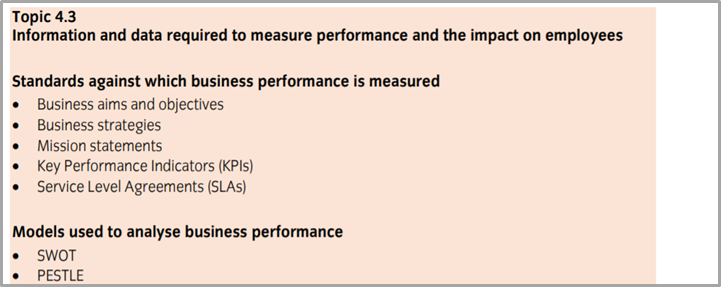 Topic 4.3
Information and data required to measure performance and the impact on employees
Standards against which business performance is measured
• Business aims and objectives
• Business strategies
• Mission statements
• Key Performance Indicators (KPIs)
• Service Level Agreements (SLAs)
Models used to analyse business performance
• SWOT
• PESTLE